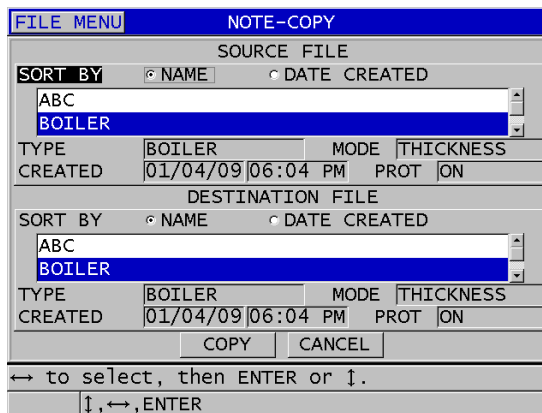 FILE MENU NOTE-COPY
SOURCE FILE
SORT BY NAME DATE CREATED
ABC
BOILER
TYPE BOILER MODE THICKNESS
CREATED 01/04/09 06:04 PM PROT ON
DESTINATION FILE
SORT BY NAME DATE CREATED
ABC
BOILER
TYPE BOILER MODE THICKNESS
CREATED 01/04/09 06:04 PM PROT ON
COPY CANCEL
↔ to select, then ENTER or ↕.
↕,↔,ENTER